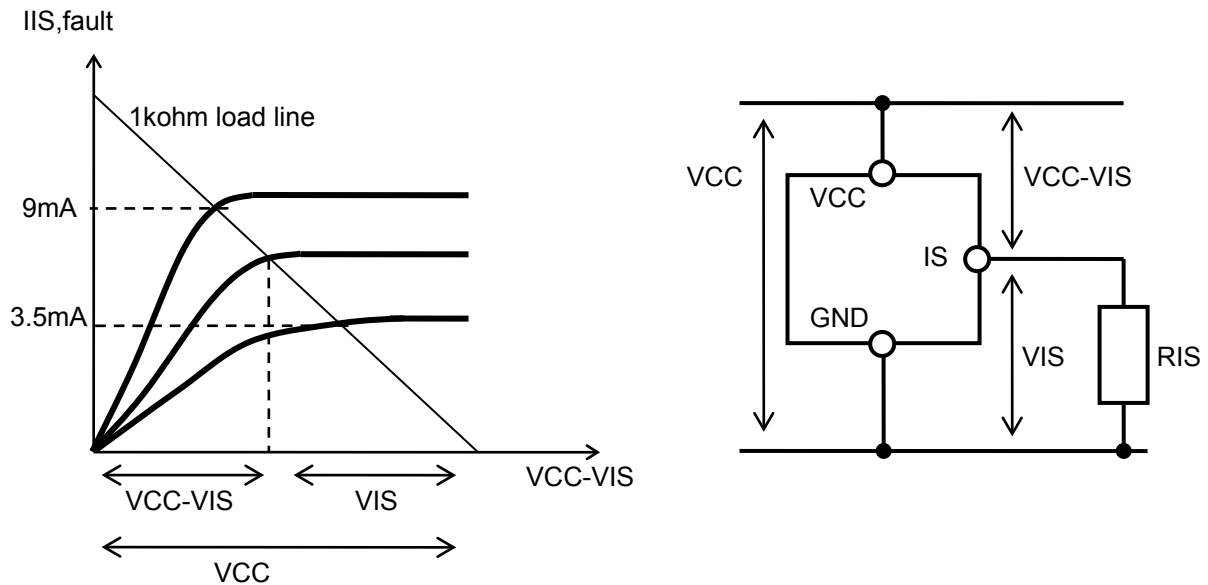 IIS,fault
1kohm load line
9mA
3.5mA
VCC-VIS
VCC-VIS
VIS
VCC
VCC
VCC
VCC-VIS
IS
GND
VIS
RIS